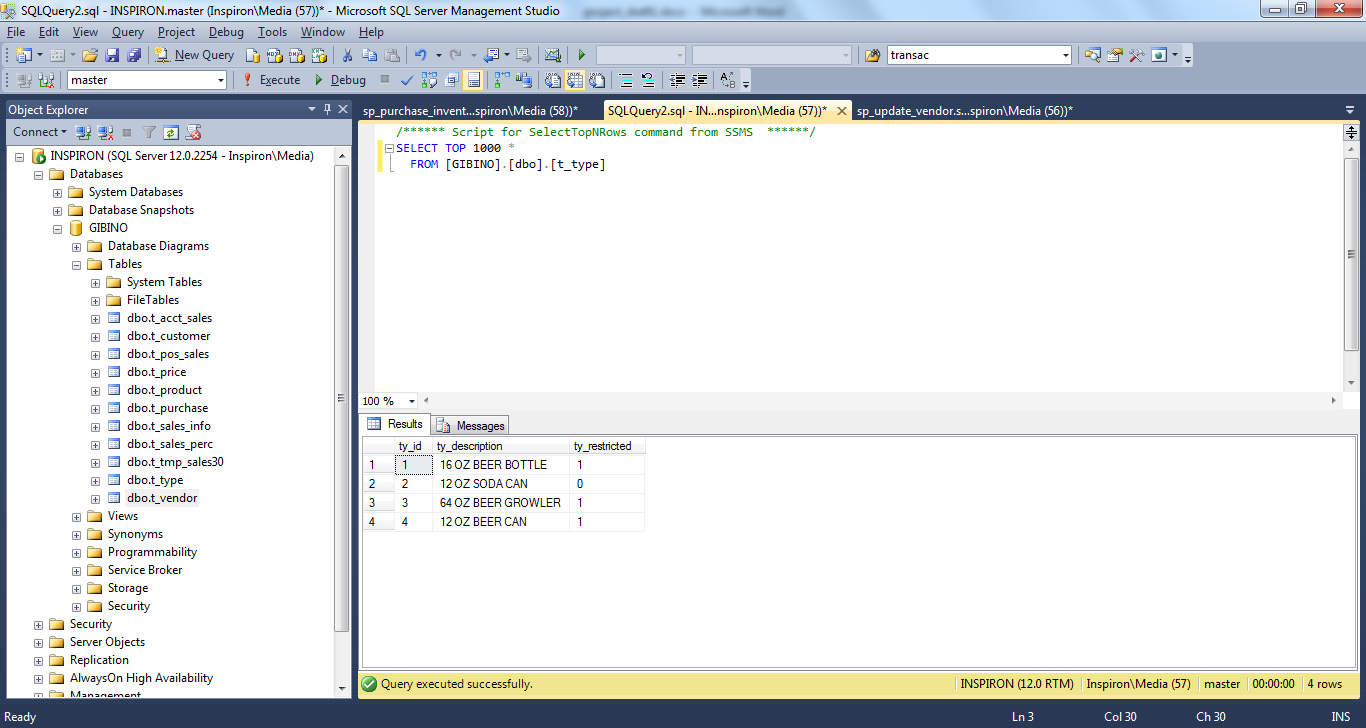 SQLQuery2.sql - INSPIRON.master (Inspiron\Media (57))* - Microsoft SQL Server Management Studio
File Edit View Query Project Debug Tools Window Help
New Query
transac
master
Execute
Debug
Object Explorer
Connect
INSPIRON (SQL Server 12.0.2254 - Inspiron\Media)
Databases
System Databases
Database Snapshots
GIBINO
Database Diagrams
Tables
System Tables
FileTables
dbo.t_acct_sales
dbo.t_customer
dbo.t_pos_sales
dbo.t_price
dbo.t_product
dbo.t_purchase
dbo.t_sales_info
dbo.t_sales_perc
dbo.t_tmp_sales30
dbo.t_type
dbo.t_vendor
Views
Synonyms
Programmability
Service Broker
Storage
Security
Security
Server Objects
Replication
AlwaysOn High Availability
Management
sp_purchase_invent...spiron\Media (58))*
SQLQuery2.sql - IN...nspiron\Media (57))*
sp_update_vendor.s...spiron\Media (56))*
/****** Script for SelectTopNRows command from SSMS ******/
SELECT TOP 1000 *
FROM [GIBINO].[dbo].[t_type]
100 %
Results Messages
ty_id ty_description ty_restricted
1 1 16 OZ BEER BOTTLE 1
2 2 12 OZ SODA CAN 0
3 3 64 OZ BEER GROWLER 1
4 4 12 OZ BEER CAN 1
Query executed successfully.
INSPIRON (12.0 RTM) Inspiron\Media (57) master 00:00:00 4 rows
Ready
Ln 3 Col 30 Ch 30 INS